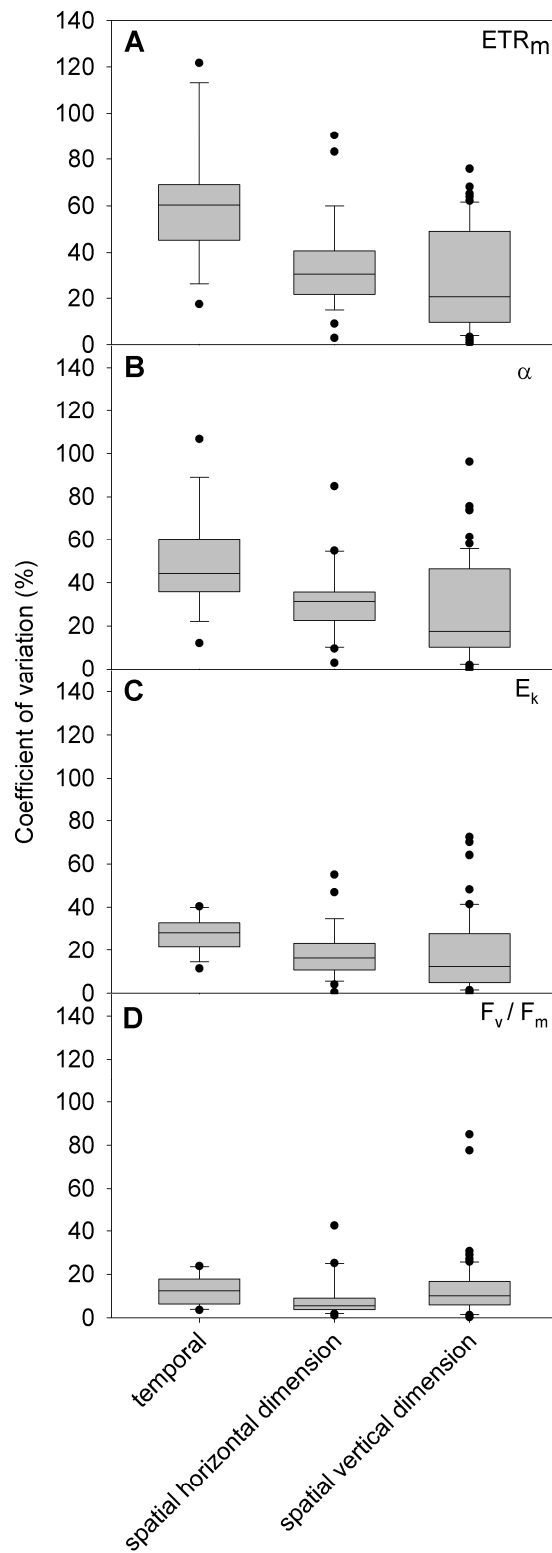 A
ETRm
140
120
100
80
60
40
20
0
B
α
140
120
100
80
60
40
20
0
C
Ek
140
120
100
80
60
40
20
0
D
Fv / Fm
140
120
100
80
60
40
20
0
Coefficient of variation (%)
temporal
spatial horizontal dimension
spatial vertical dimension